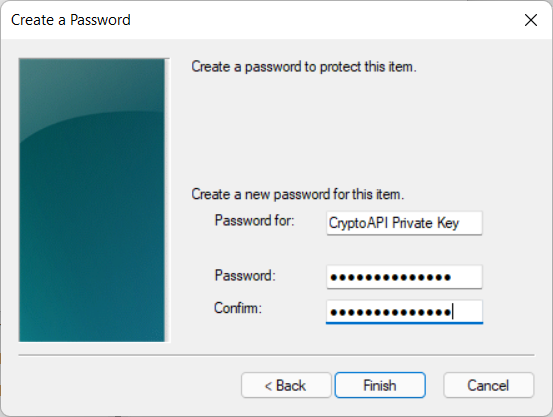 Create a Password
Create a password to protect this item.
Create a new password for this item.
Password for: CryptoAPI Private Key
Password: ●●●●●●●●●●●●●●
Confirm: ●●●●●●●●●●●●●●
< Back Finish Cancel